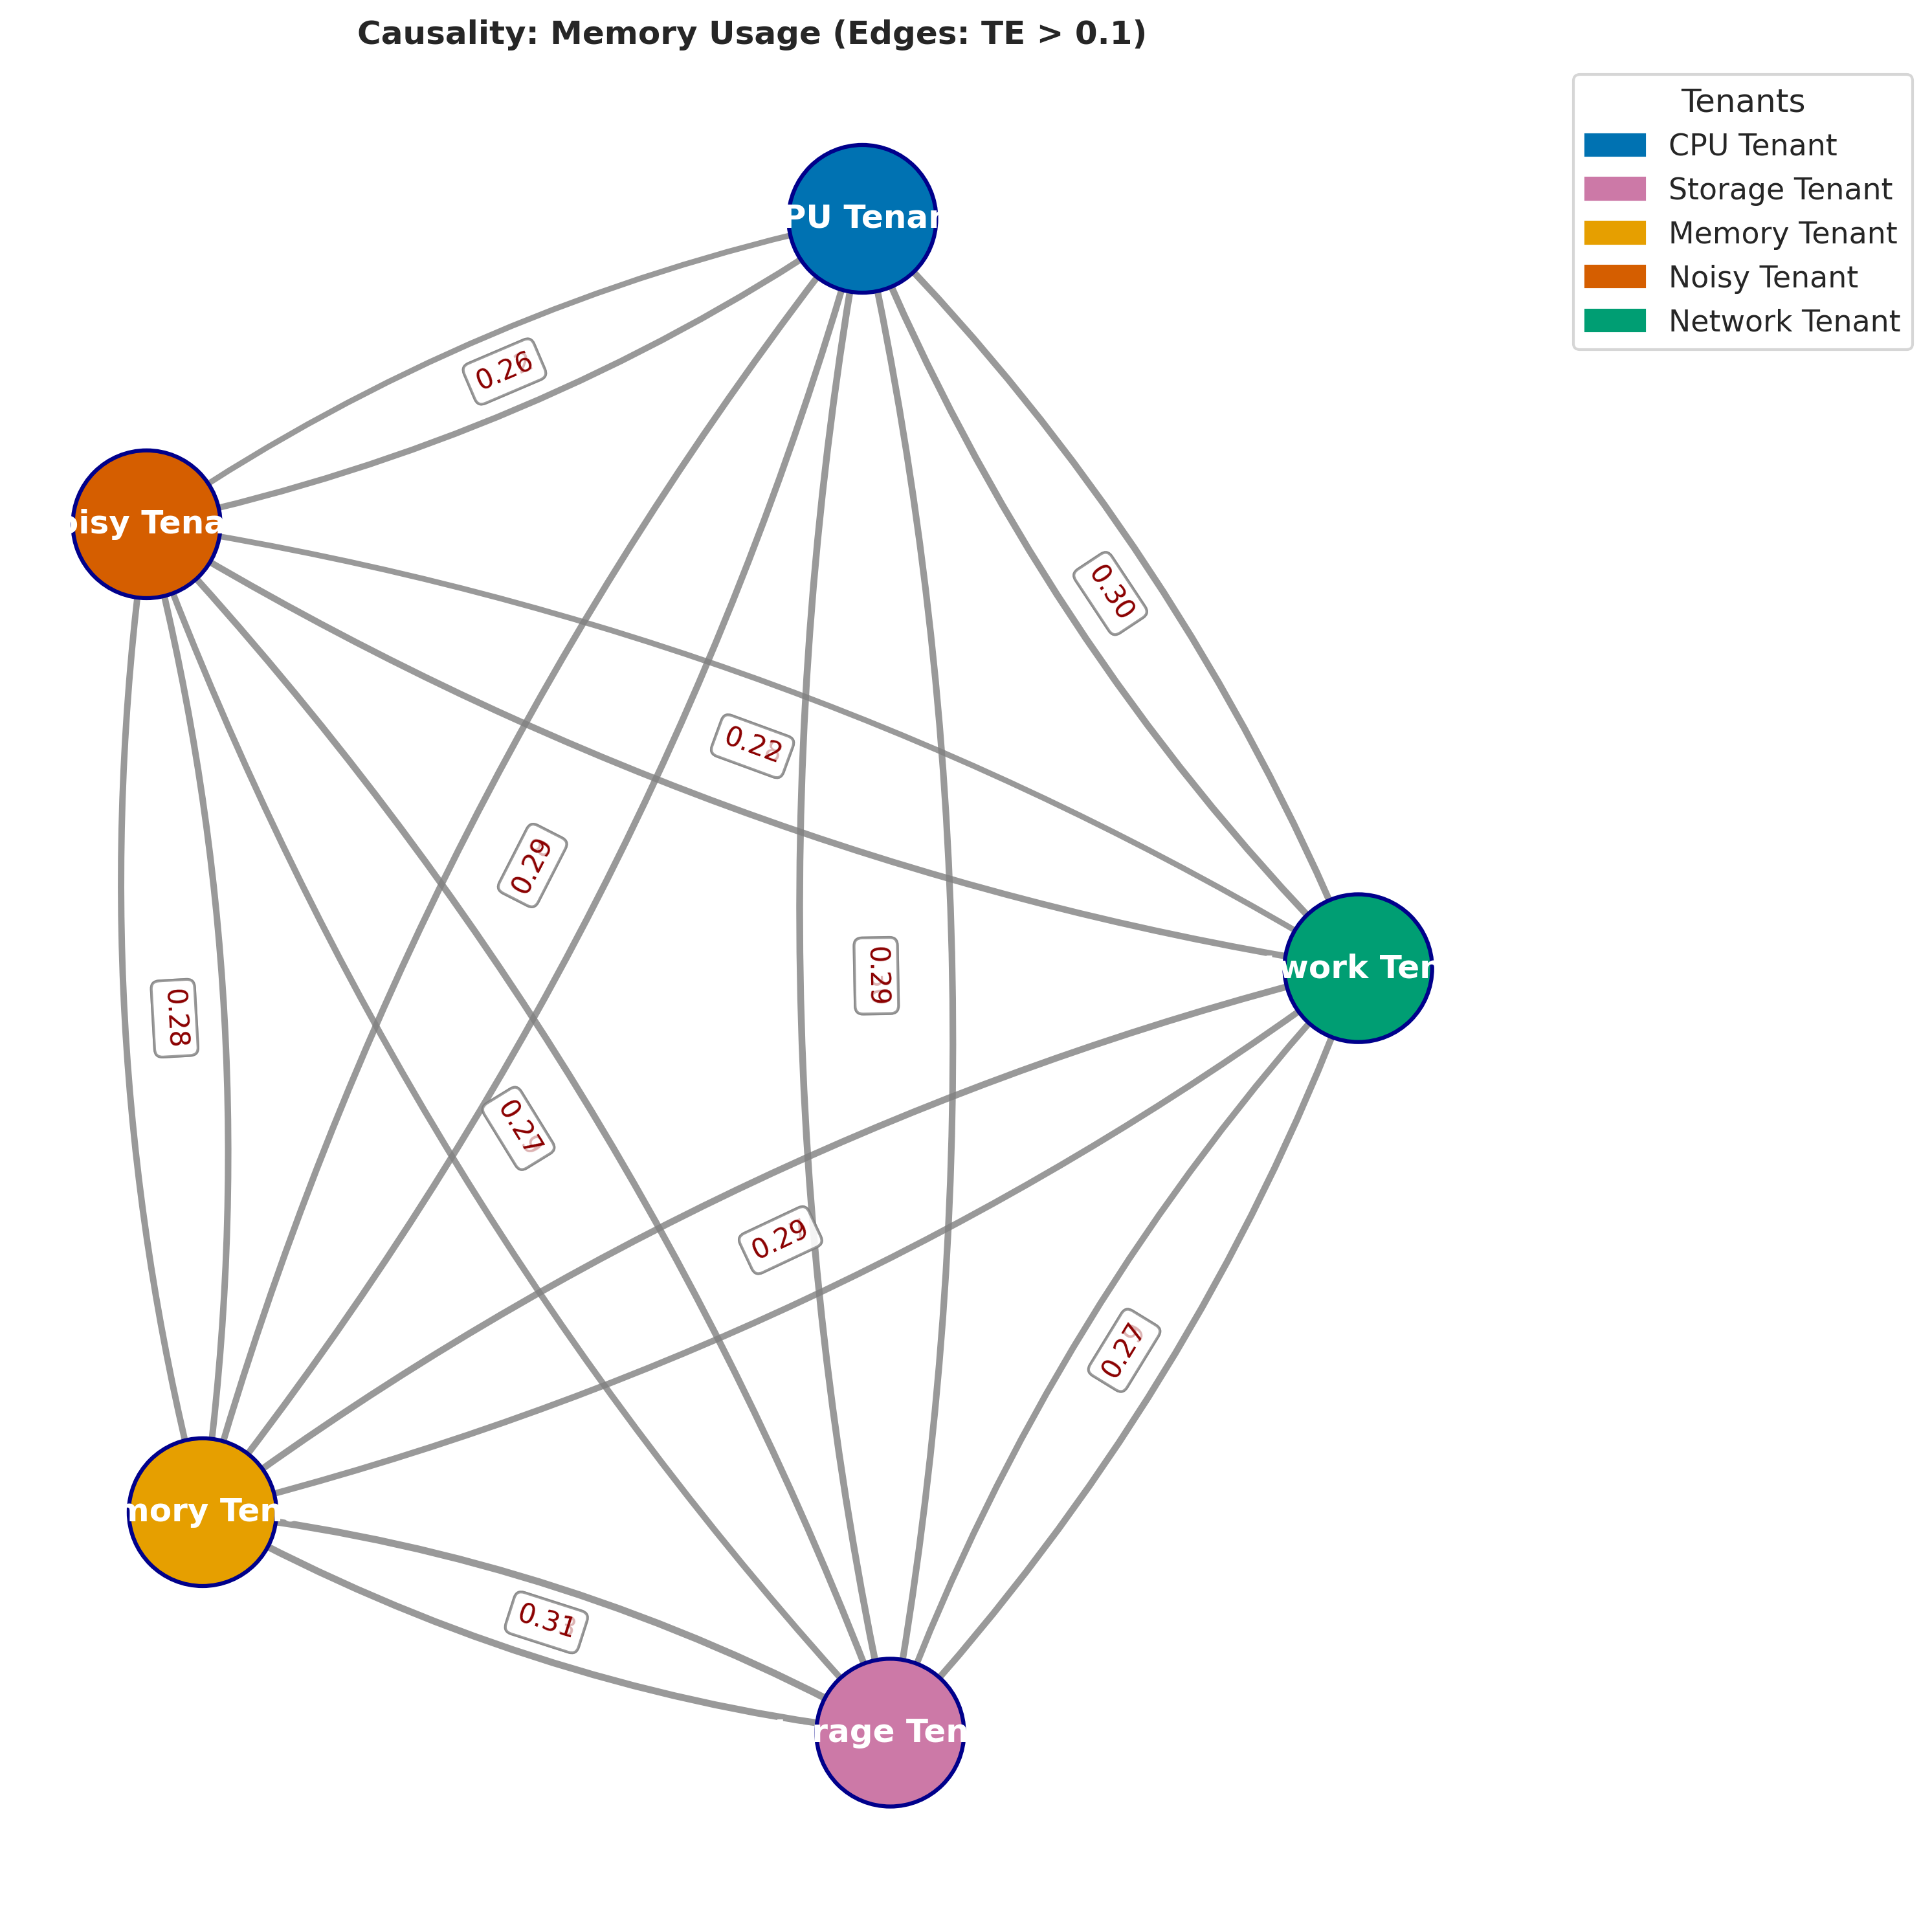 Causality: Memory Usage (Edges: TE > 0.1)
Tenants
CPU Tenant
Storage Tenant
Memory Tenant
Noisy Tenant
Network Tenant
PU Tenan
0.26
oisy Tena
0.30
0.22
0.29
work Ten
0.29
0.28
0.27
0.29
0.27
mory Ten
0.31
rage Ten